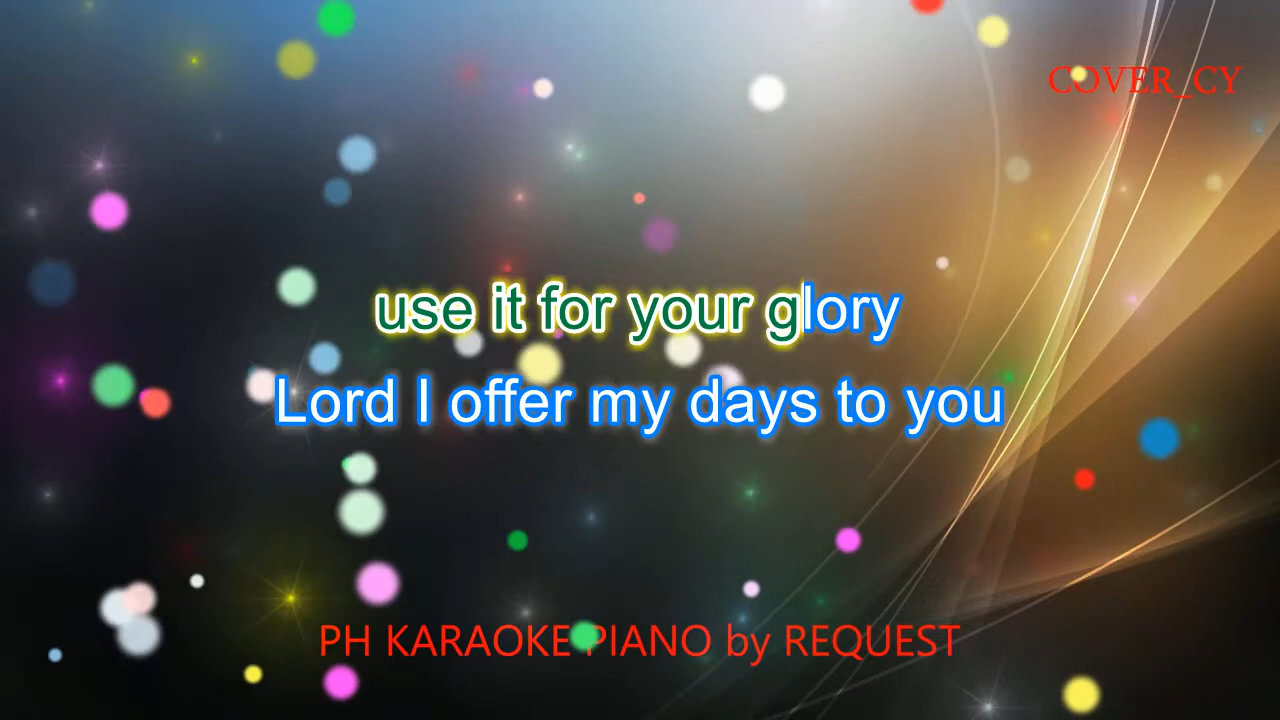 COVER_CY
use it for your glory
Lord I offer my days to you
PH KARAOKE PIANO by REQUEST